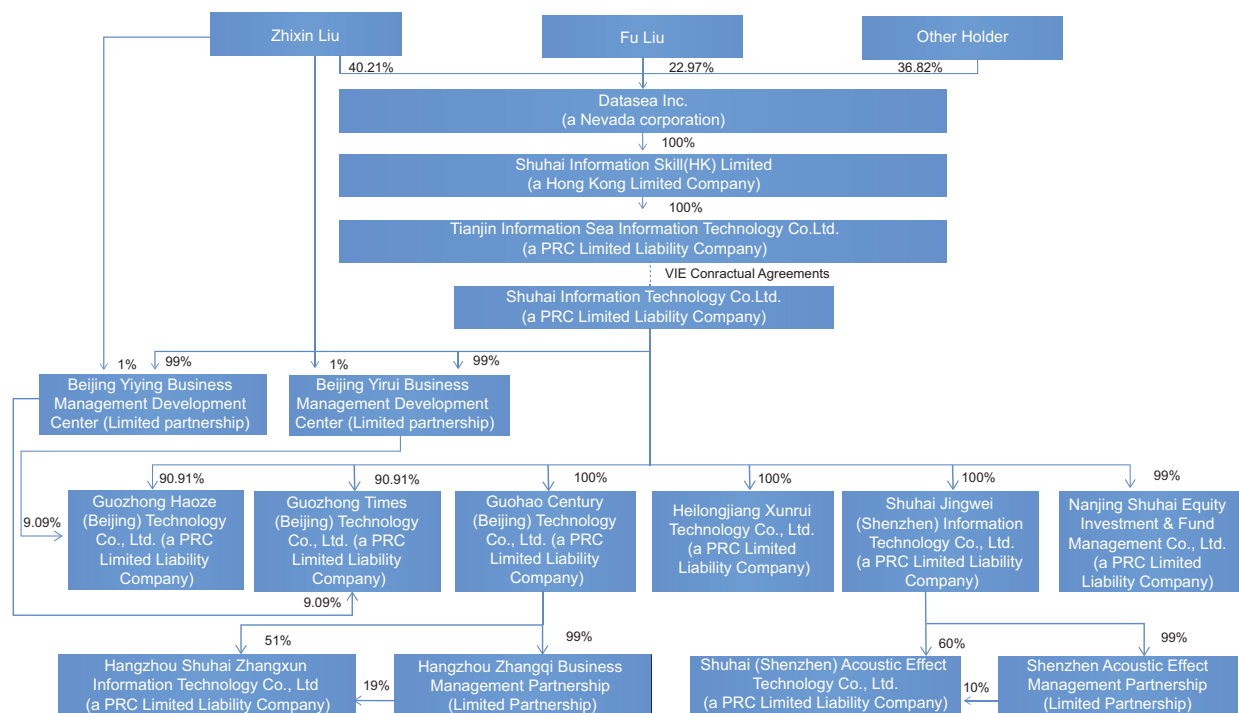 Zhixin Liu
Fu Liu
Other Holder
40.21%
22.97%
36.82%
Datasea Inc.
(a Nevada corporation)
100%
Shuhai Information Skill(HK) Limited
(a Hong Kong Limited Company)
100%
Tianjin Information Sea Information Technology Co.Ltd.
(a PRC Limited Liability Company)
VIE Conractual Agreements
Shuhai Information Technology Co.Ltd.
(a PRC Limited Liability Company)
1%
99%
1%
99%
Beijing Yiying Business
Management Development
Center (Limited partnership)
Beijing Yirui Business
Management Development
Center (Limited partnership)
90.91%
90.91%
100%
100%
100%
99%
9.09%
Guozhong Haoze
(Beijing) Technology
Co., Ltd. (a PRC
Limited Liability
Company)
Guozhong Times
(Beijing) Technology
Co., Ltd. (a PRC
Limited Liability
Company)
Guohao Century
(Beijing) Technology
Co., Ltd. (a PRC
Limited Liability
Company)
Heilongjiang Xunrui
Technology Co., Ltd.
(a PRC Limited
Liability Company)
Shuhai Jingwei
(Shenzhen) Information
Technology Co., Ltd.
(a PRC Limited Liability
Company)
Nanjing Shuhai Equity
Investment & Fund
Management Co., Ltd.
(a PRC Limited
Liability Company)
9.09%
51%
99%
60%
99%
Hangzhou Shuhai Zhangxun
Information Technology Co., Ltd
(a PRC Limited Liability Company)
19%
Hangzhou Zhangqi Business
Management Partnership
(Limited Partnership)
Shuhai (Shenzhen) Acoustic Effect
Technology Co., Ltd.
(a PRC Limited Liability Company)
10%
Shenzhen Acoustic Effect
Management Partnership
(Limited Partnership)